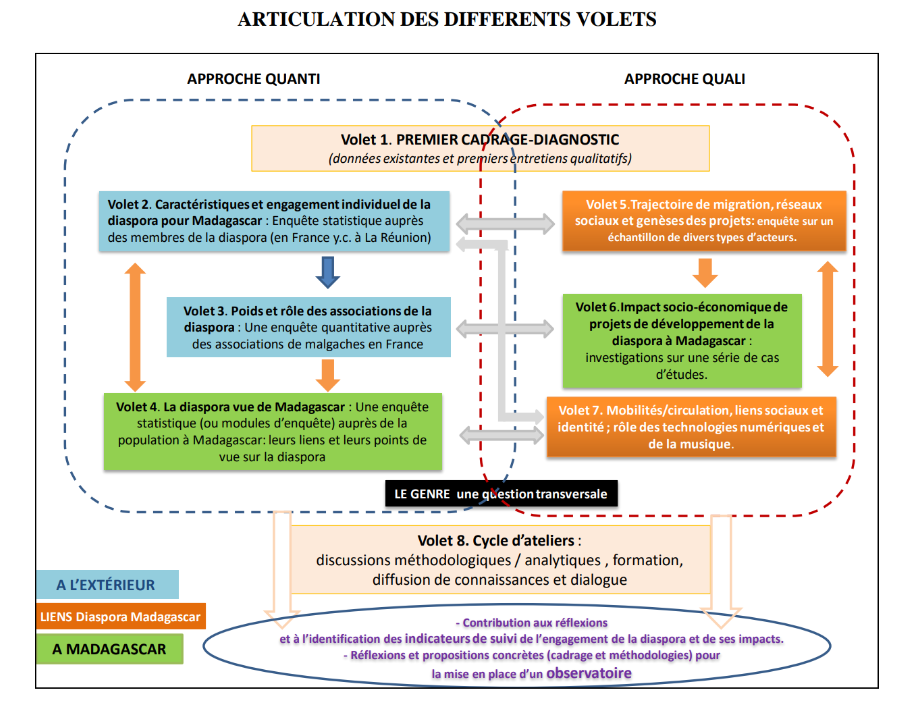 ARTICULATION DES DIFFERENTS VOLETS
APPROCHE QUANTI
APPROCHE QUALI
Volet 1. PREMIER CADRAGE-DIAGNOSTIC
(données existantes et premiers entretiens qualitatifs)
Volet 2. Caractéristiques et engagement individuel de la
diaspora pour Madagascar : Enquête statistique auprès
des membres de la diaspora (en France y.c. à La Réunion)
Volet 5.Trajectoire de migration, réseaux
sociaux et genèses des projets: enquête sur un
échantillon de divers types d'acteurs.
Volet 3. Poids et rôle des associations de la
diaspora : Une enquête quantitative auprès
des associations de malgaches en France
Volet 6.Impact socio-économique de
projets de développement de la
diaspora à Madagascar :
investigations sur une série de cas
d'études.
Volet 4. La diaspora vue de Madagascar : Une enquête
statistique (ou modules d'enquête) auprès de la
population à Madagascar: leurs liens et leurs points de
vue sur la diaspora
Volet 7. Mobilités/circulation, liens sociaux et
identité ; rôle des technologies numériques et
de la musique.
LE GENRE une question transversale
Volet 8. Cycle d'ateliers :
discussions méthodologiques / analytiques , formation,
diffusion de connaissances et dialogue
A L'EXTÉRIEUR
LIENS Diaspora Madagascar
A MADAGASCAR
- Contribution aux réflexions
et à l'identification des indicateurs de suivi de l'engagement de la diaspora et de ses impacts.
- Réflexions et propositions concrètes (cadrage et méthodologies) pour
la mise en place d'un observatoire